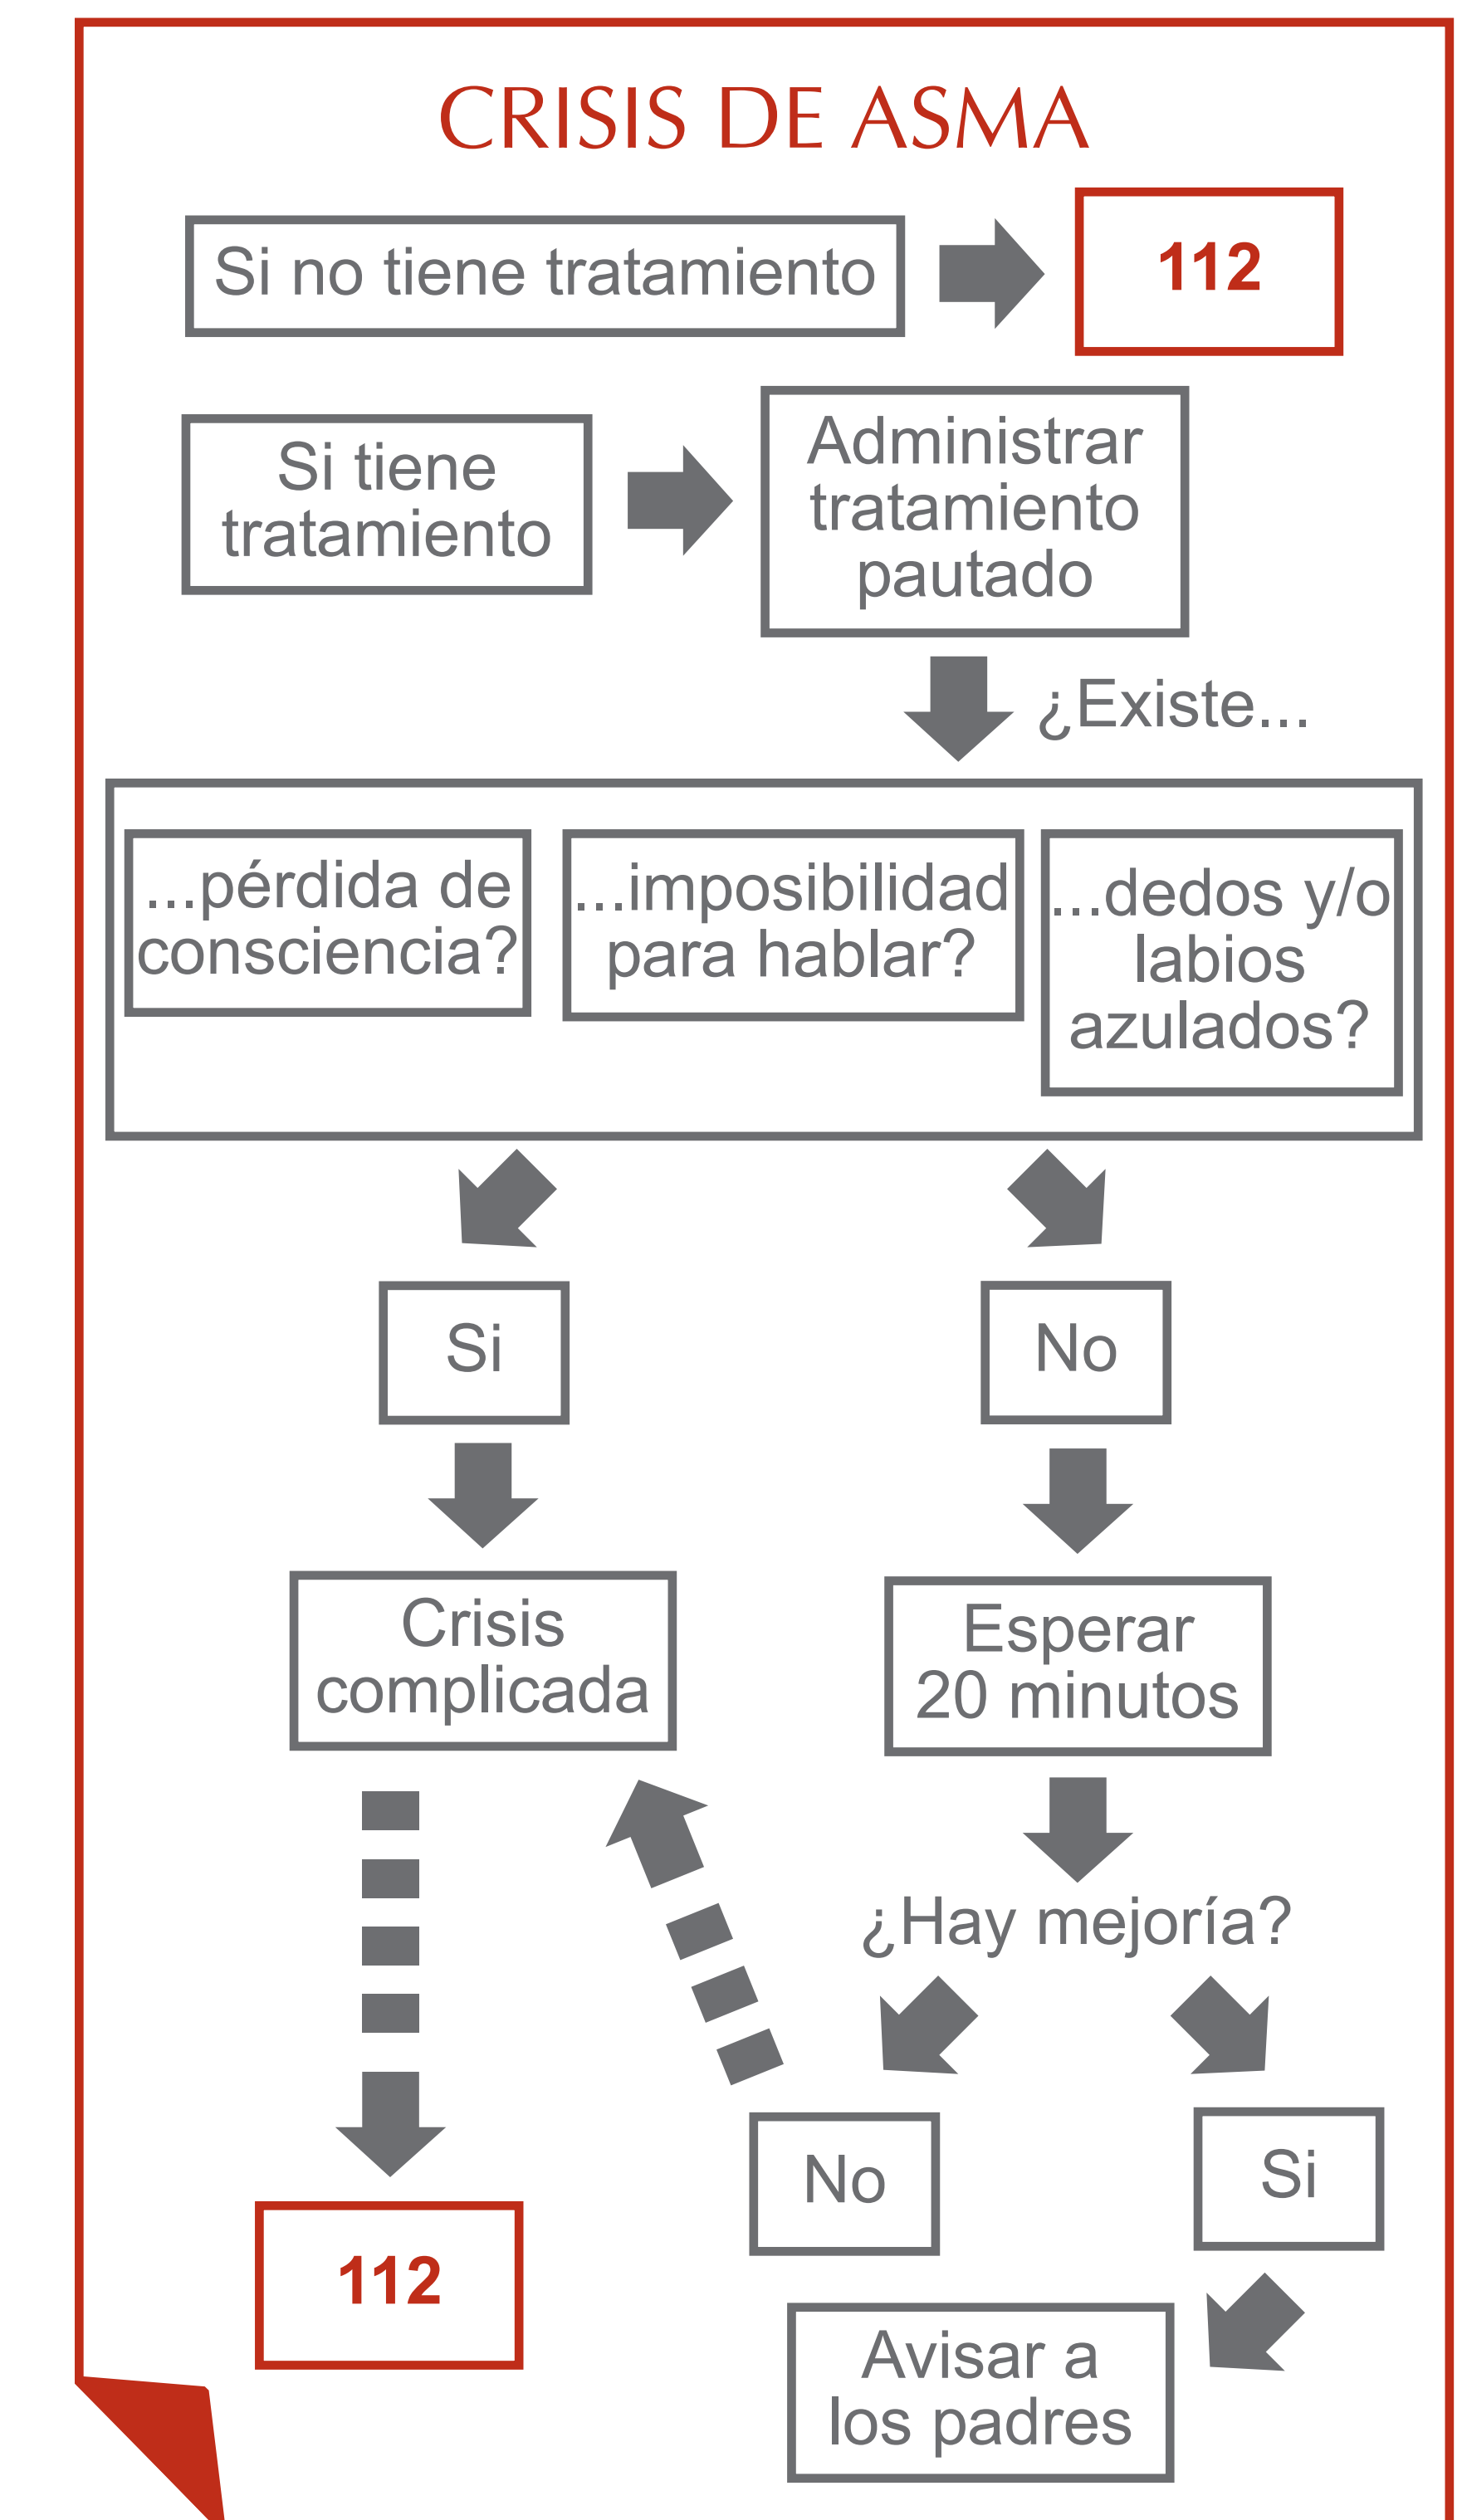 CRISIS DE ASMA
Si no tiene tratamiento
112
Si tiene
tratamiento
Administrar
tratamiento
pautado
¿Existe...
...pérdida de
consciencia?
...imposibilidad
para hablar?
...dedos y/o
labios
azulados?
Si
No
Crisis
complicada
Esperar
20 minutos
¿Hay mejoría?
No
Si
112
Avisar a
los padres